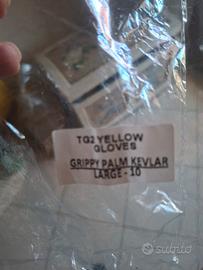 TG2 YELLOW
GLOVES
GRIPPY PALM KEVLAR
LARGE - 10
subito